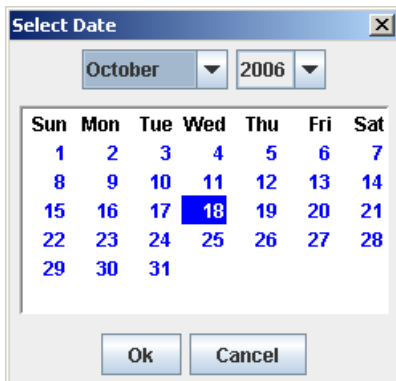 Select Date
October 2006
Sun Mon Tue Wed Thu Fri Sat
1 2 3 4 5 6 7
8 9 10 11 12 13 14
15 16 17 18 19 20 21
22 23 24 25 26 27 28
29 30 31
Ok Cancel